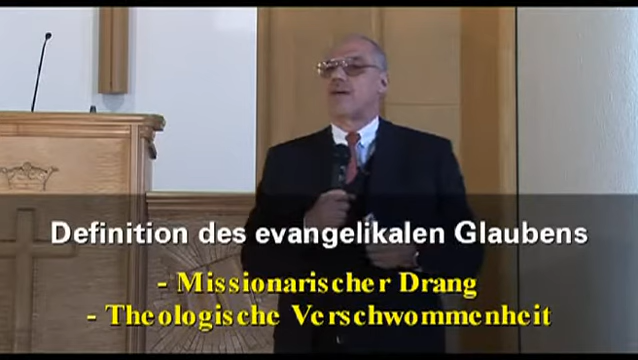 Definition des evangelikalen Glaubens
- Missionarischer Drang
- Theologische Verschwommenheit